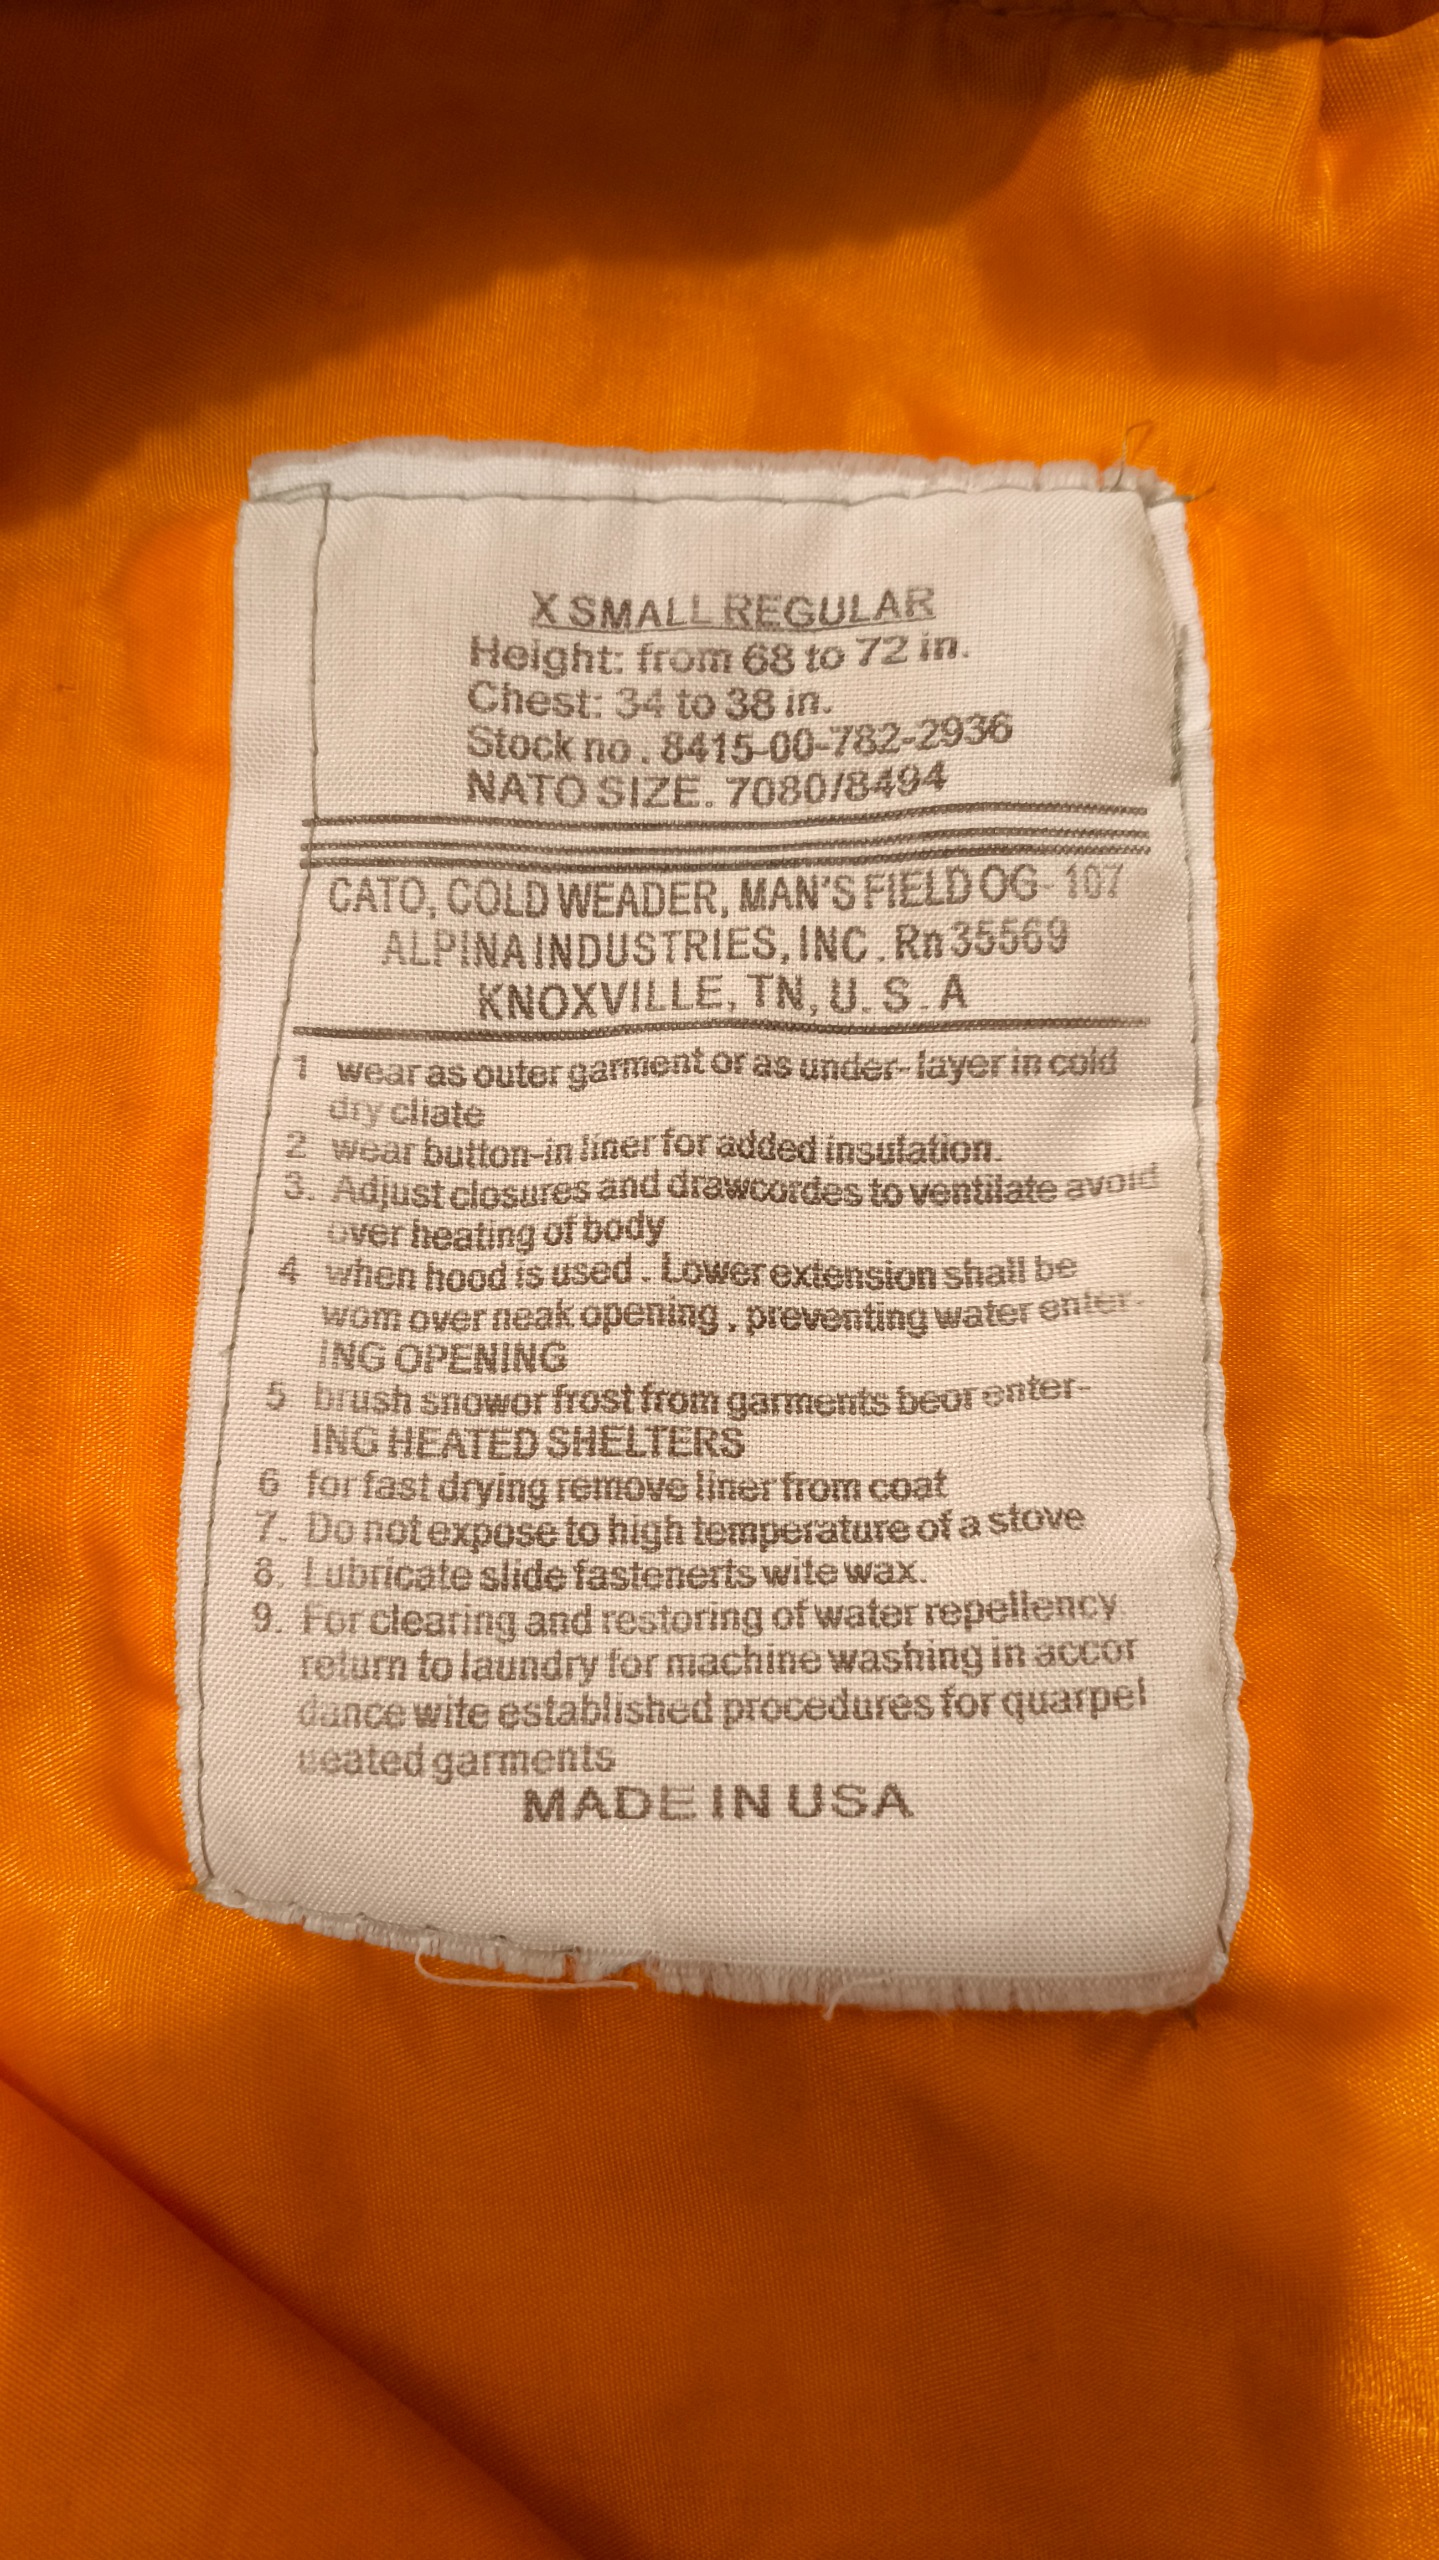 X SMALL REGULAR
Height: from 68 to 72 in.
Chest: 34 to 38 in.
Stock no. 8415-00-782-2936
NATO SIZE. 7080/8494
CATO, COLD WEADER, MAN'S FIELD OG-107
ALPINA INDUSTRIES, INC. Rn 35569
KNOXVILLE, TN, U.S.A
1 wear as outer garment or as under-layer in cold
dry cliate
2 wear button-in liner for added insulation.
3. Adjust closures and drawcordes to ventilate avoid
over heating of body
4 when hood is used. Lower extension shall be
wom over neak opening, preventing water enter-
ING OPENING
5 brush snowor frost from garments beor enter-
ING HEATED SHELTERS
6 for fast drying remove liner from coat
7. Do not expose to high temperature of a stove
8. Lubricate slide fastenerts wite wax.
9. For clearing and restoring of water repellency
return to laundry for machine washing in accor
dance wite established procedures for quarpel
ueated garments
MADE IN USA